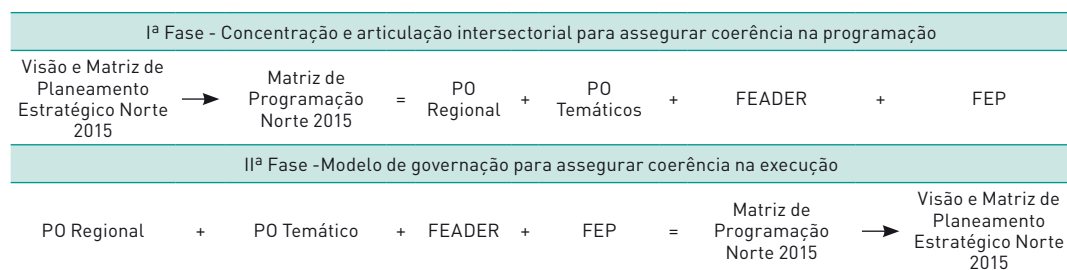 Iª Fase - Concentração e articulação intersectorial para assegurar coerência na programação
Visão e Matriz de
Planeamento
Estratégico Norte
2015
Matriz de
Programação
Norte 2015
=
PO
Regional
+
PO
Temáticos
+
FEADER
+
FEP
IIª Fase -Modelo de governação para assegurar coerência na execução
PO Regional
+
PO Temático
+
FEADER
+
FEP
=
Matriz de
Programação
Norte 2015
Visão e Matriz de
Planeamento
Estratégico Norte
2015